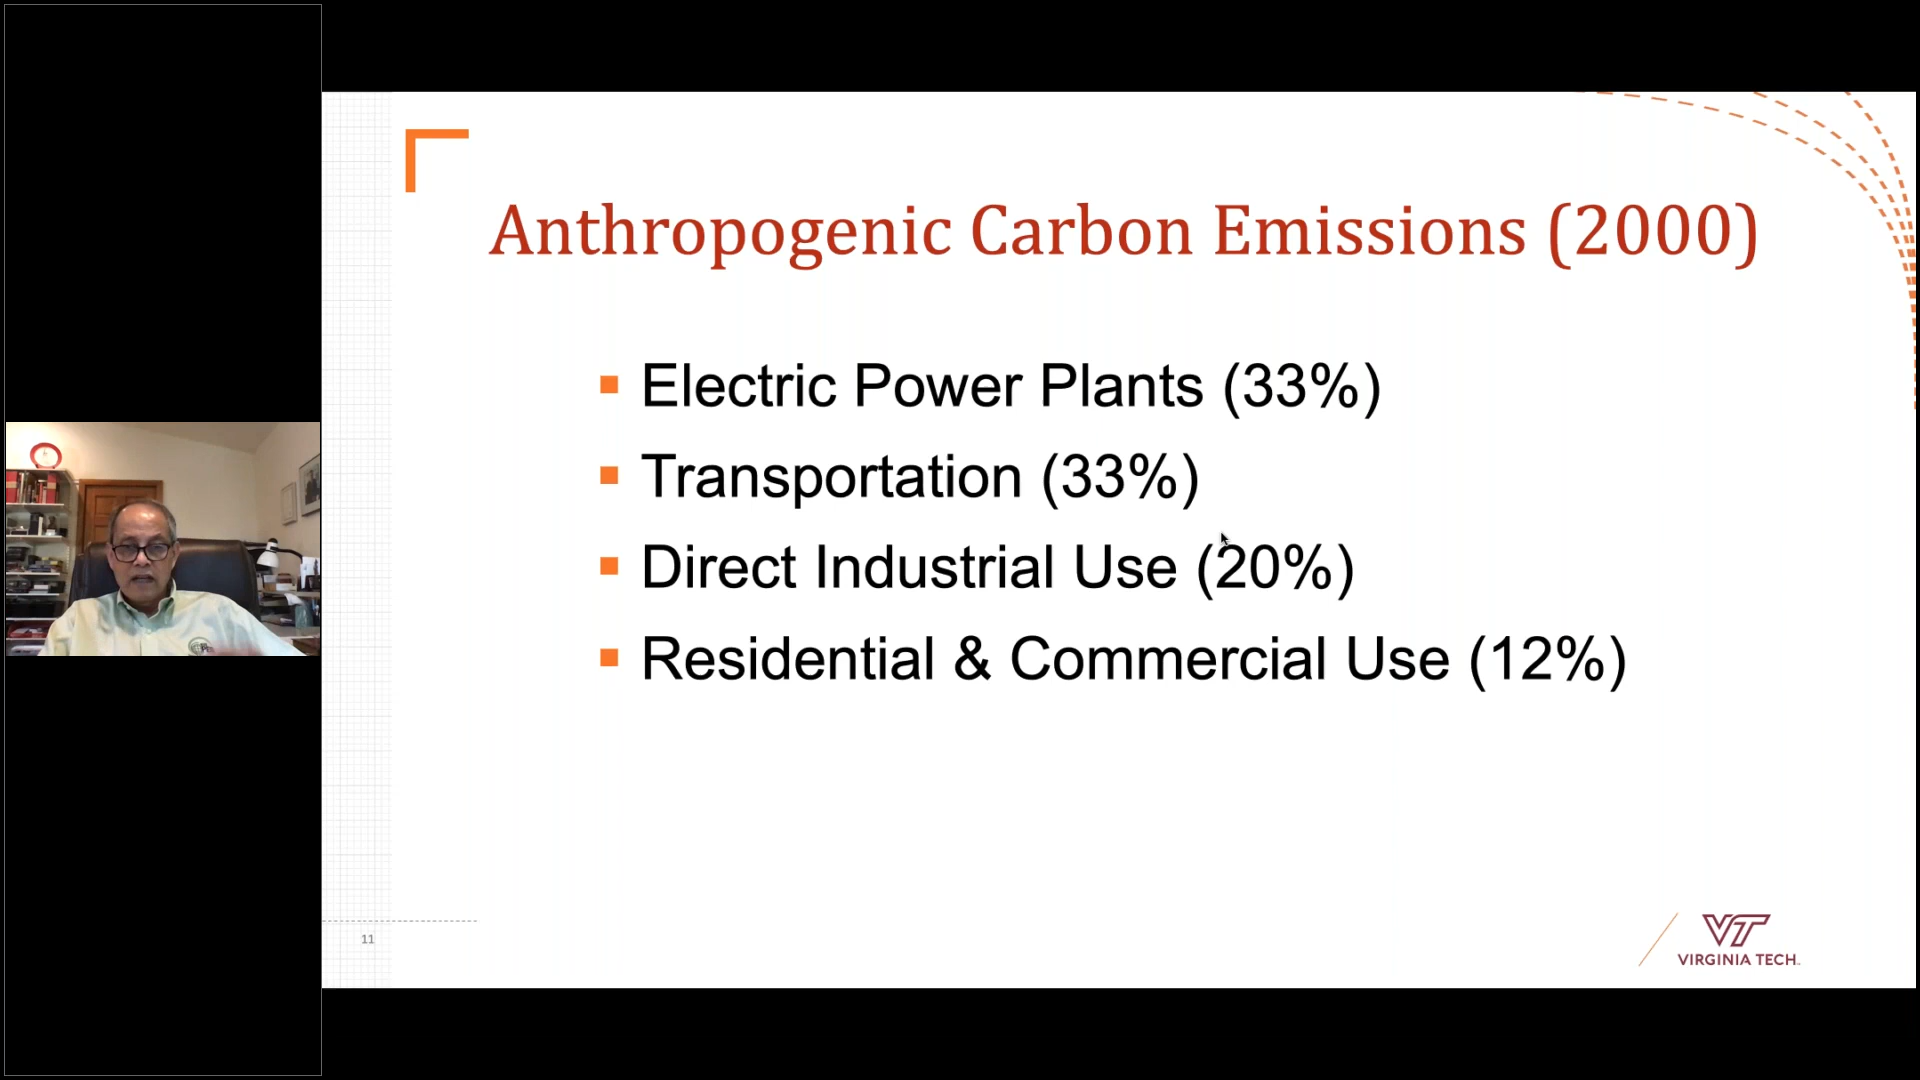 Anthropogenic Carbon Emissions (2000)
Electric Power Plants (33%)
Transportation (33%)
Direct Industrial Use (20%)
Residential & Commercial Use (12%)
11
VT
VIRGINIA TECH